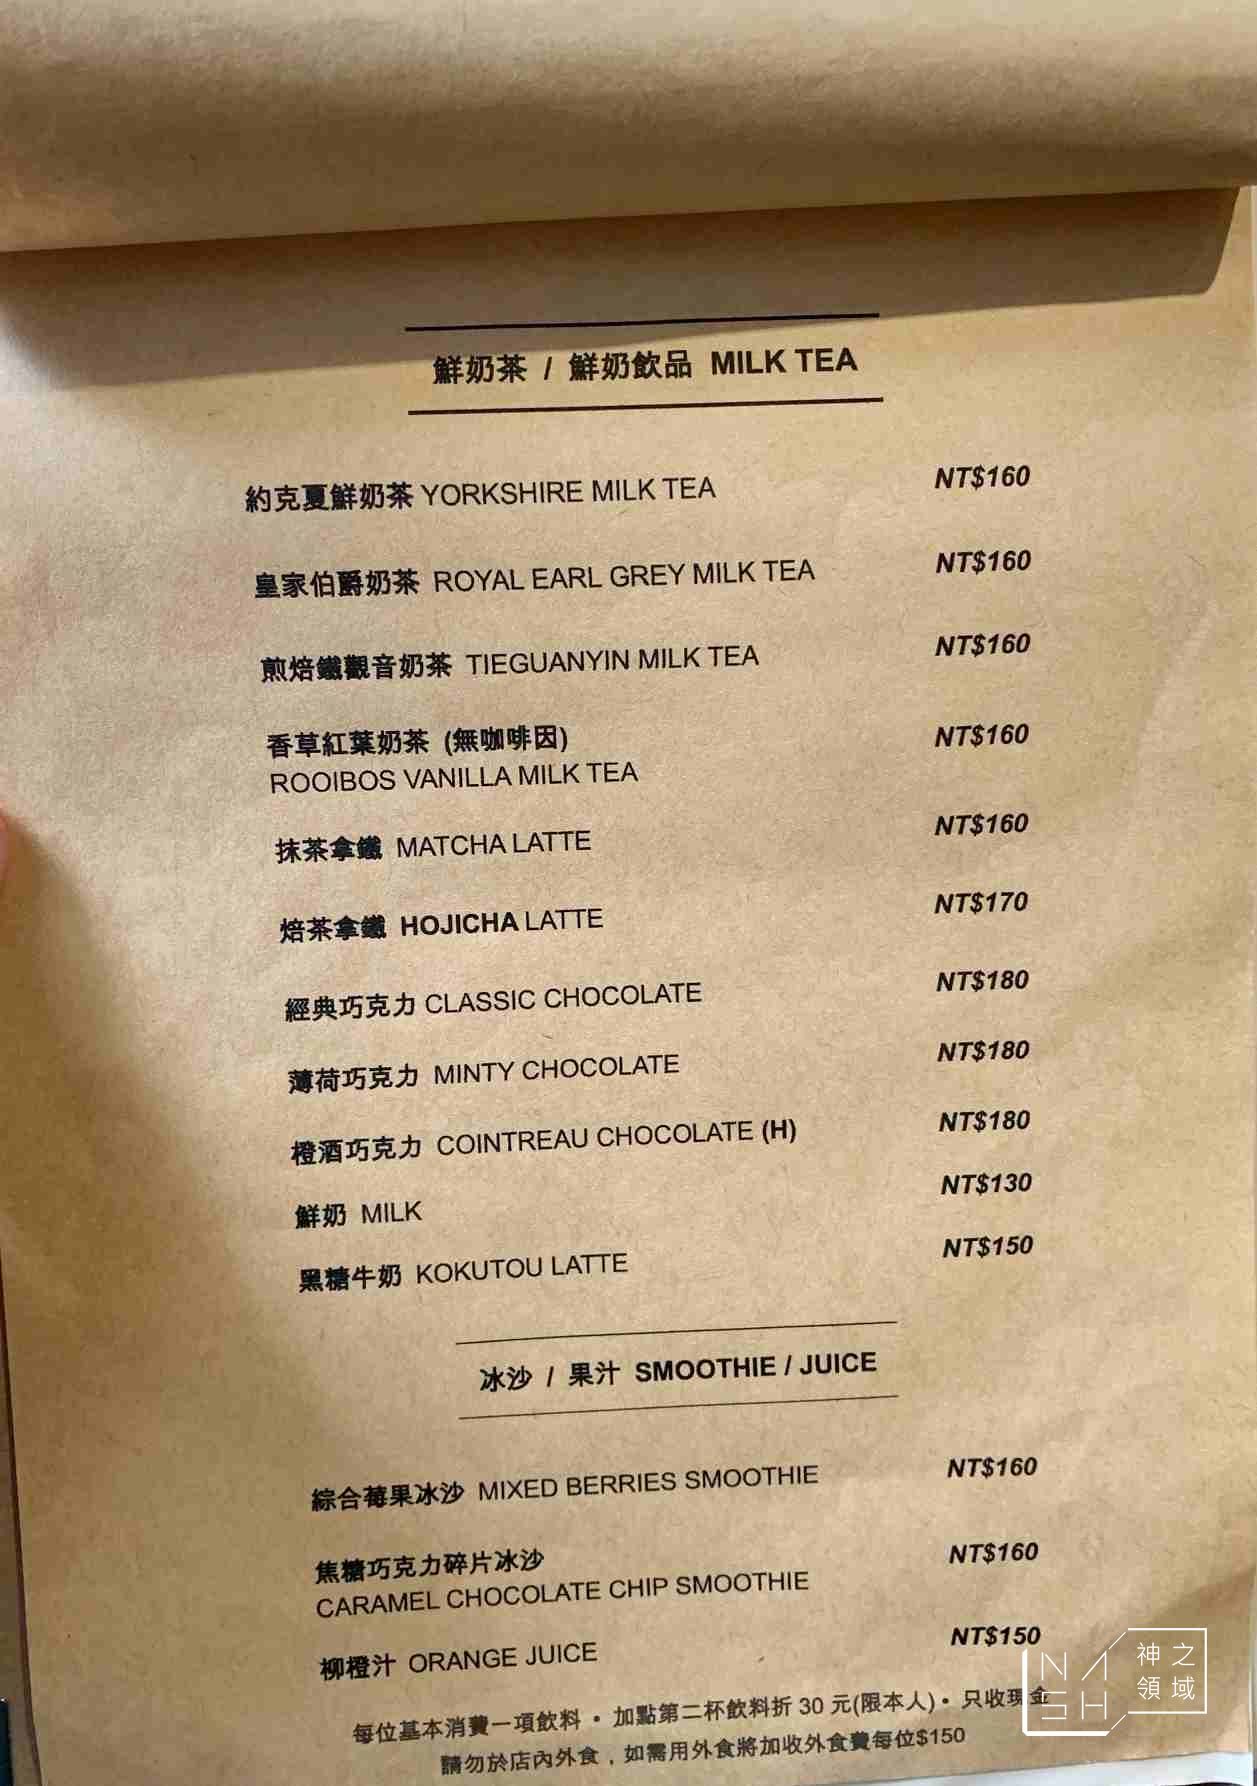 鮮奶茶 / 鮮奶飲品 MILK TEA
約克夏鮮奶茶 YORKSHIRE MILK TEA NT$160
皇家伯爵奶茶 ROYAL EARL GREY MILK TEA NT$160
煎焙鐵觀音奶茶 TIEGUANYIN MILK TEA NT$160
香草紅葉奶茶 (無咖啡因) NT$160
ROOIBOS VANILLA MILK TEA
抹茶拿鐵 MATCHA LATTE NT$160
焙茶拿鐵 HOJICHA LATTE NT$170
經典巧克力 CLASSIC CHOCOLATE NT$180
薄荷巧克力 MINTY CHOCOLATE NT$180
橙酒巧克力 COINTREAU CHOCOLATE (H) NT$180
鮮奶 MILK NT$130
黑糖牛奶 KOKUTOU LATTE NT$150
冰沙 / 果汁 SMOOTHIE / JUICE
綜合莓果冰沙 MIXED BERRIES SMOOTHIE NT$160
焦糖巧克力碎片冰沙 NT$160
CARAMEL CHOCOLATE CHIP SMOOTHIE
柳橙汁 ORANGE JUICE NT$150
每位基本消費一項飲料 • 加點第二杯飲料折 30 元(限本人) • 只收現金
請勿於店內外食，如需用外食將加收外食費每位$150
NASH 神之領域